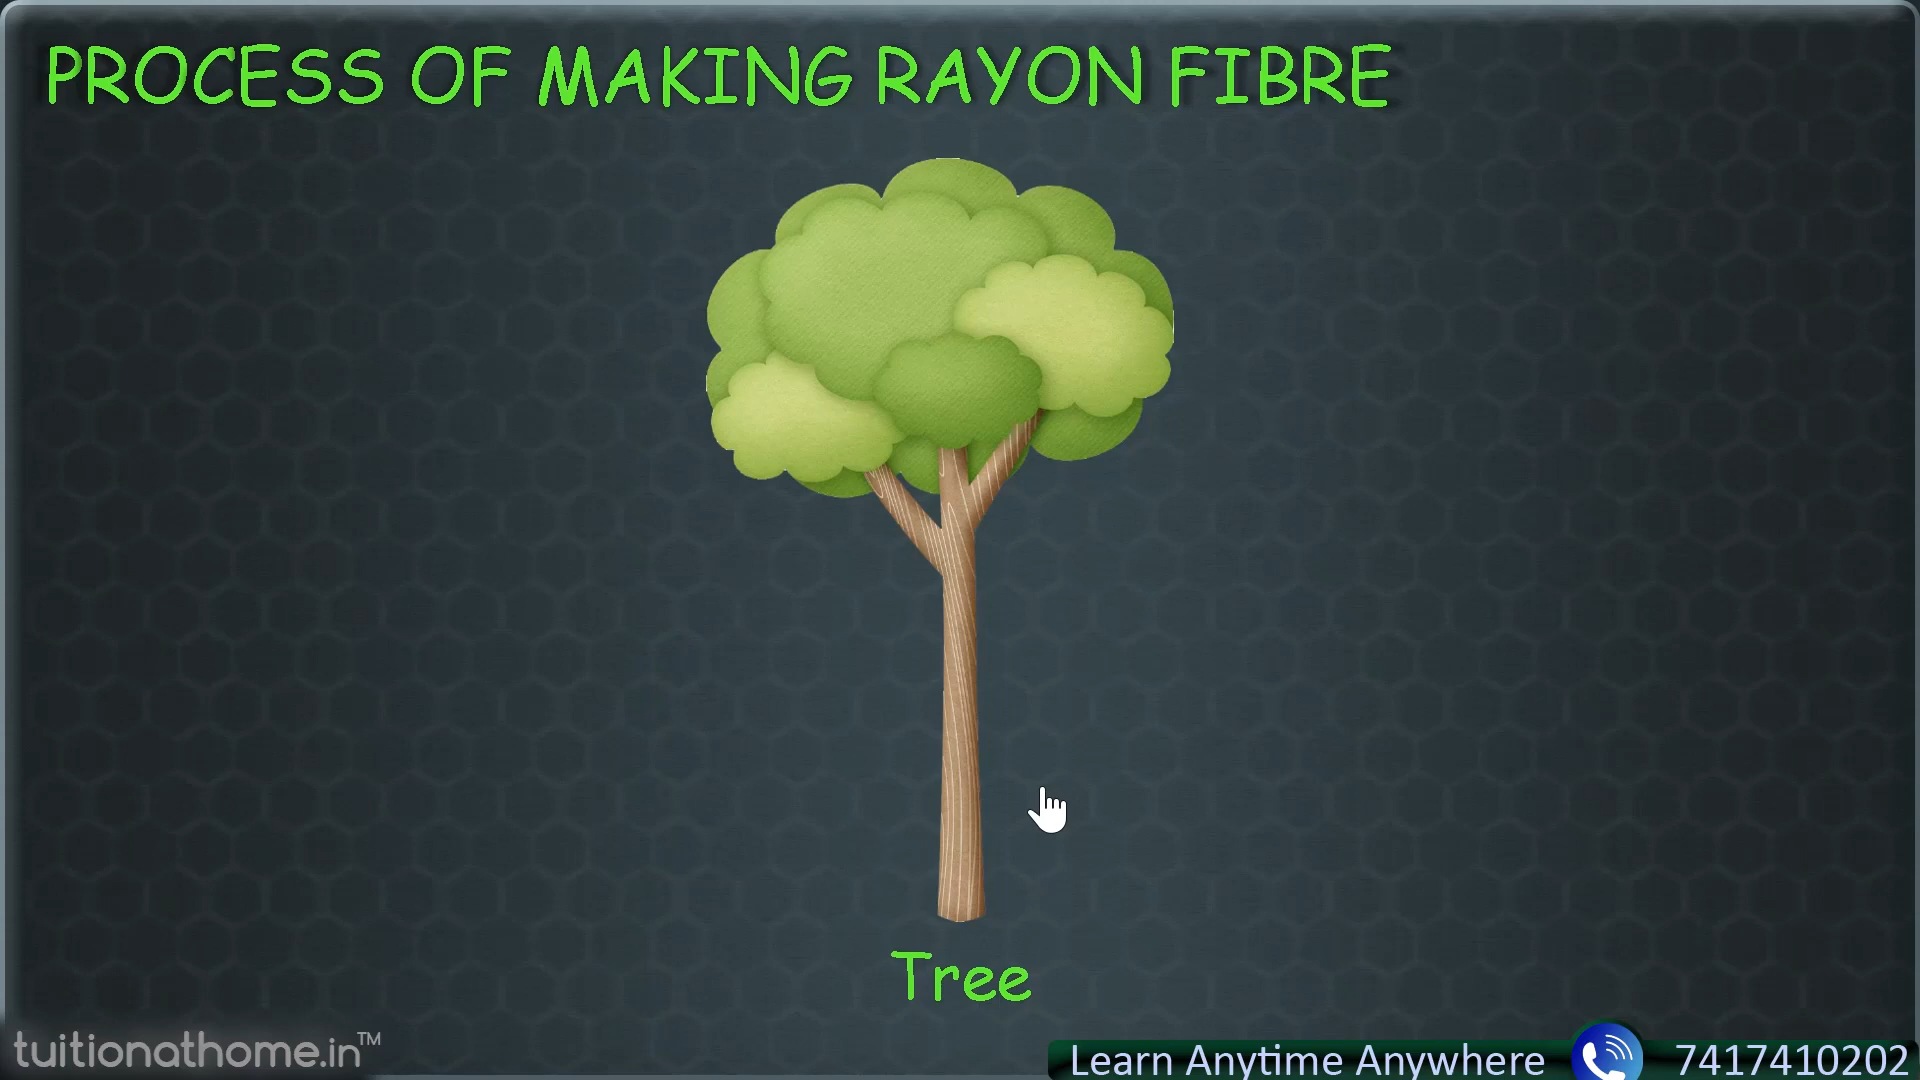 PROCESS OF MAKING RAYON FIBRE
Tree
tuitionathome.in™
Learn Anytime Anywhere 7417410202